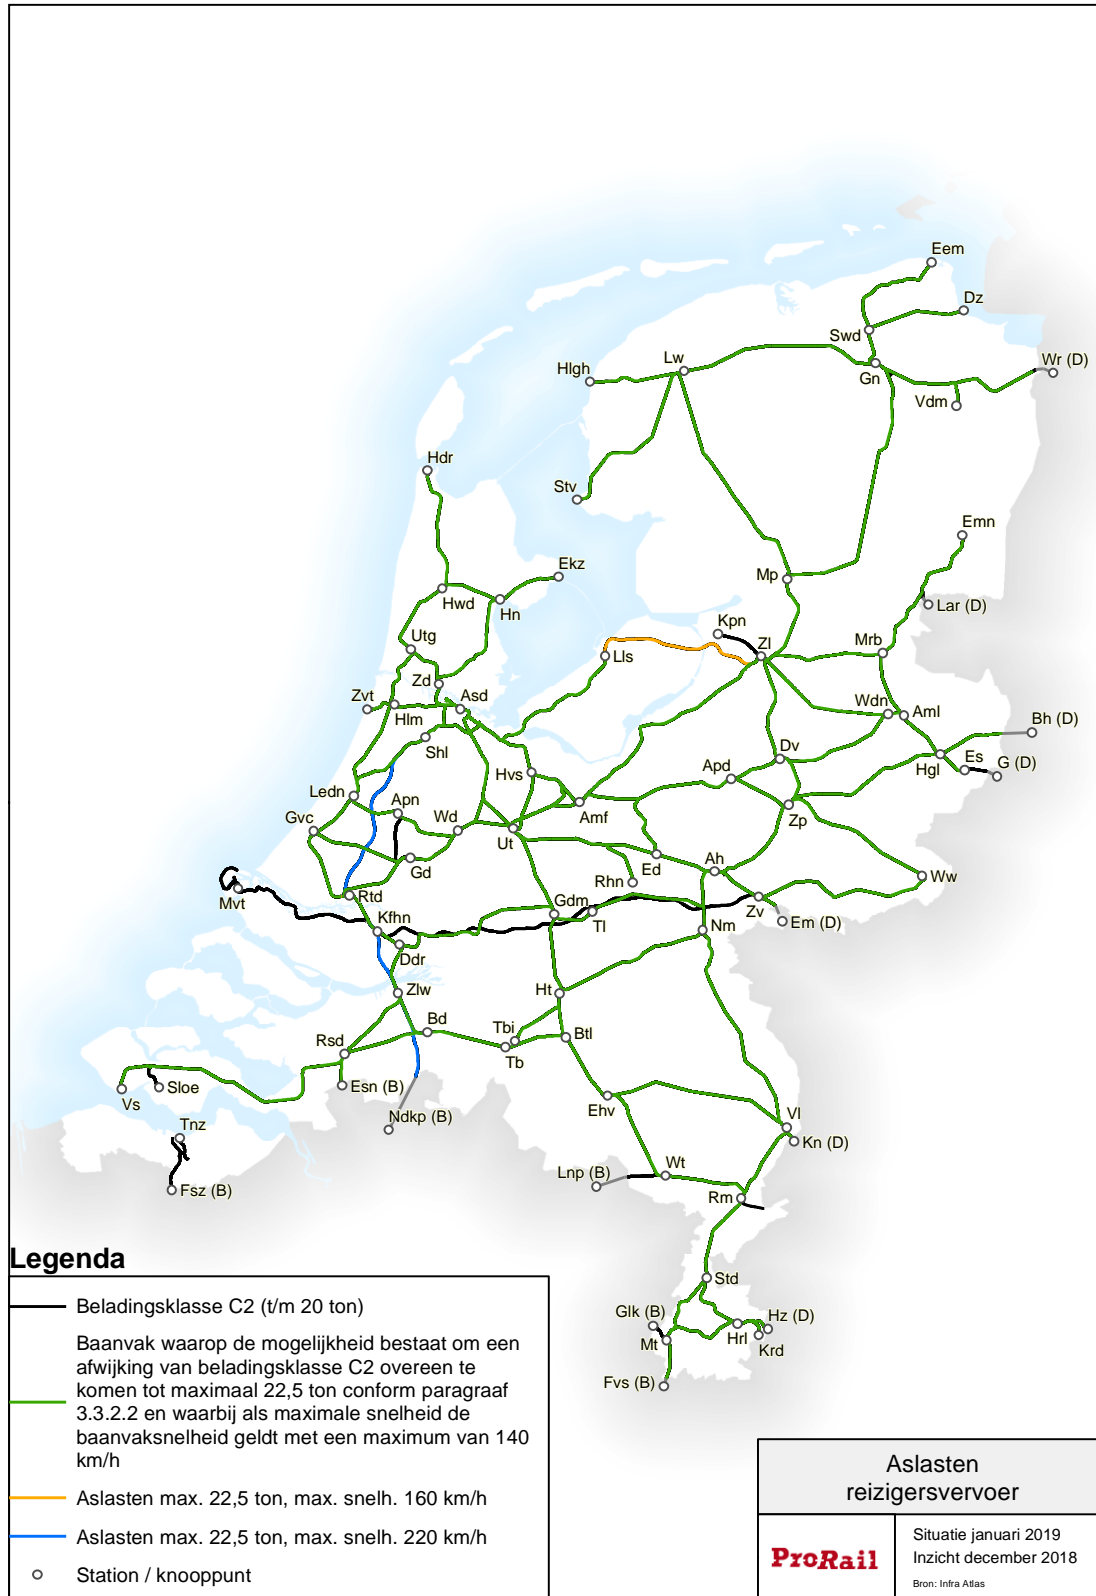 Eem
Dz
Swd
Lw
Gn
Wr (D)
Hlgh
Vdm
Hdr
Stv
Emn
Ekz
Mp
Hwd
Hn
Lar (D)
Kpn
Utg
Zl
Mrb
Lls
Zd
Zvt
Asd
Hlm
Wdn
Aml
Bh (D)
Shl
Dv
Es
Hgl
G (D)
Apd
Hvs
Ledn
Apn
Gvc
Wd
Amf
Zp
Ut
Gd
Ed
Ah
Ww
Rhn
Mvt
Rtd
Zv
Gdm
Tl
Em (D)
Kfhn
Nm
Ddr
Zlw
Ht
Bd
Tbi
Btl
Rsd
Tb
Esn (B)
Sloe
Vs
Ehv
Ndkp (B)
Vl
Tnz
Kn (D)
Wt
Lnp (B)
Fsz (B)
Rm
Std
Glk (B)
Hz (D)
Mt
Hrl
Krd
Fvs (B)
Legenda
Beladingsklasse C2 (t/m 20 ton)
Baanvak waarop de mogelijkheid bestaat om een
afwijking van beladingsklasse C2 overeen te
komen tot maximaal 22,5 ton conform paragraaf
3.3.2.2 en waarbij als maximale snelheid de
baanvaksnelheid geldt met een maximum van 140
km/h
Aslasten max. 22,5 ton, max. snelh. 160 km/h
Aslasten max. 22,5 ton, max. snelh. 220 km/h
Station / knooppunt
Aslasten
reizigersvervoer
ProRail
Situatie januari 2019
Inzicht december 2018
Bron: Infra Atlas